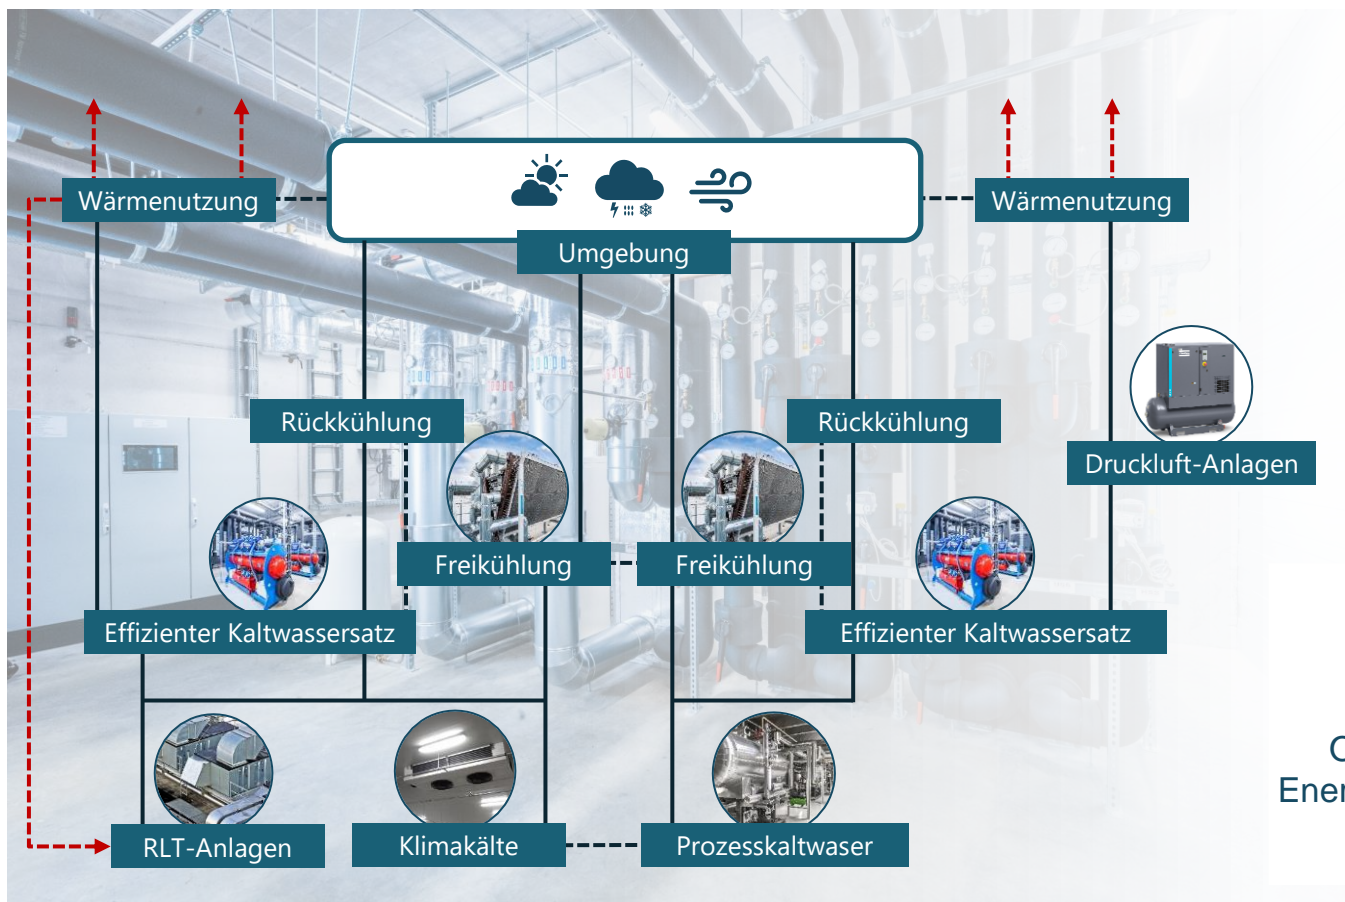 Wärmenutzung
Wärmenutzung
Umgebung
Rückkühlung
Rückkühlung
Druckluft-Anlagen
Freikühlung
Freikühlung
Effizienter Kaltwassersatz
Effizienter Kaltwassersatz
RLT-Anlagen
Klimakälte
Prozesskaltwaser